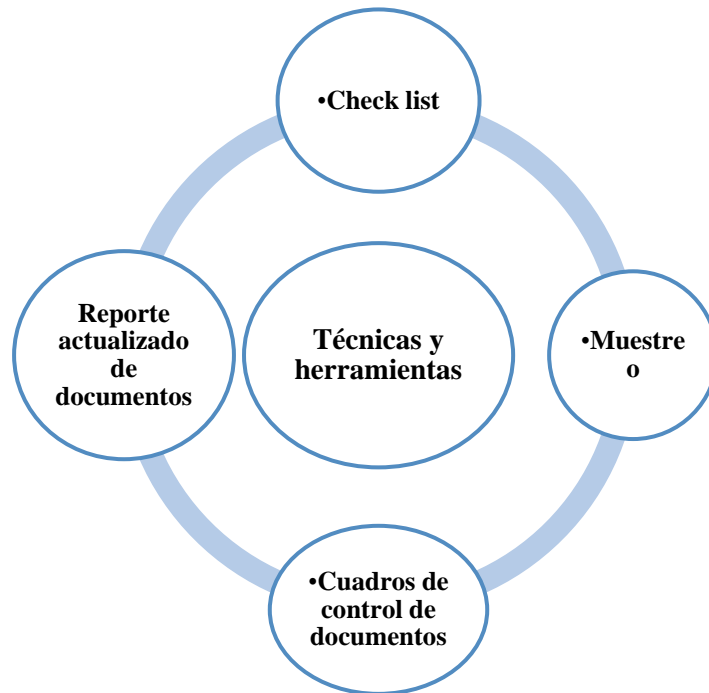 •Check list
Reporte
actualizado
de
documentos
Técnicas y
herramientas
•Muestre
o
•Cuadros de
control de
documentos